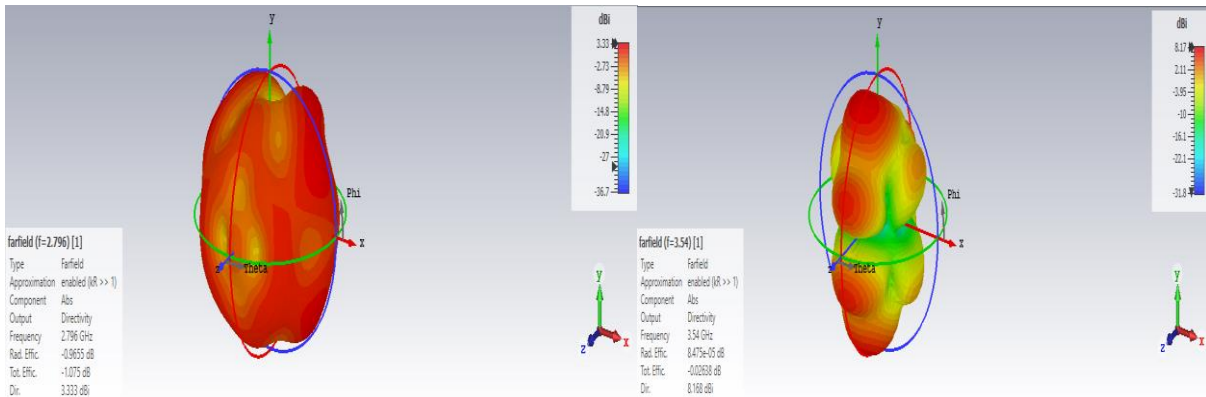 y
dBi
3.33
-2.73
-8.79
-14.8
-20.9
-27
-36.7
Phi
x
z
Theta
farfield (f=2.796) [1]
Type Farfield
Approximation enabled (kR >> 1)
Component Abs
Output Directivity
Frequency 2.796 GHz
Rad. Effic. -0.9655 dB
Tot. Effic. -1.075 dB
Dir. 3.333 dBi
y
z
x
y
dBi
8.17
2.11
-3.95
-10
-16.1
-22.1
-31.8
Phi
x
z
Theta
farfield (f=3.54) [1]
Type Farfield
Approximation enabled (kR >> 1)
Component Abs
Output Directivity
Frequency 3.54 GHz
Rad. Effic. 8.475e-05 dB
Tot. Effic. -0.02638 dB
Dir. 8.168 dBi
y
z
x